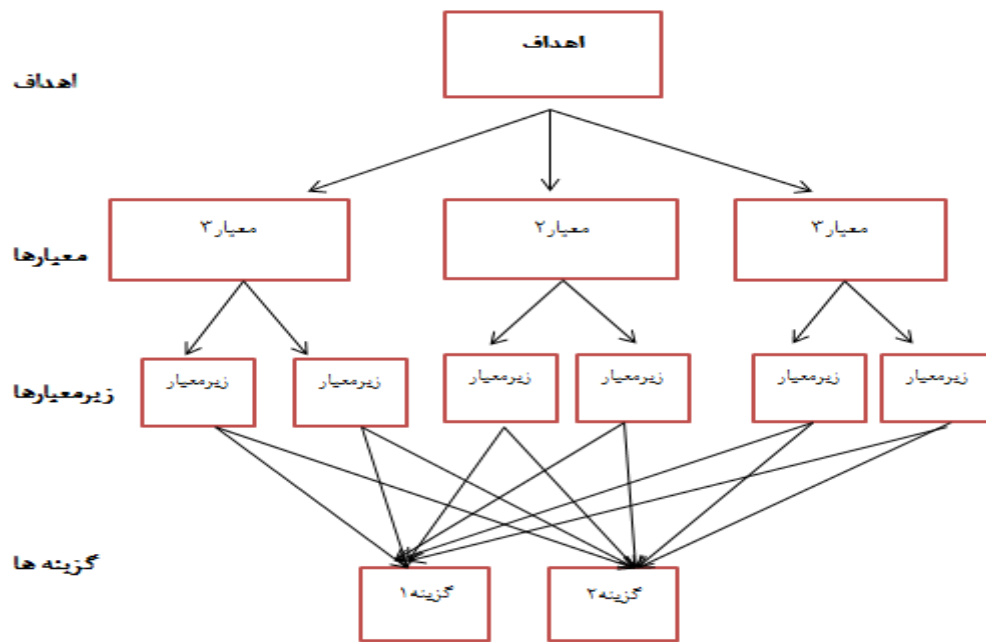 اهداف
اهداف
معیار۳
معیار۲
معیار۳
معیارها
زیرمعیار
زیرمعیار
زیرمعیار
زیرمعیار
زیرمعیار
زیرمعیار
زیرمعیارها
گزینه ها
گزینه۱
گزینه۲